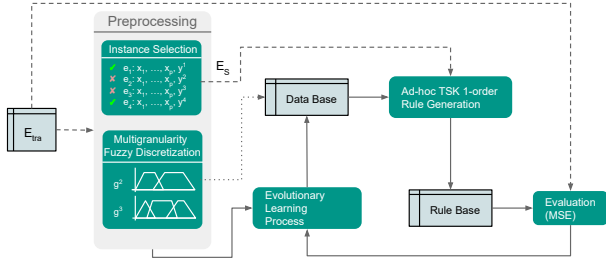 Preprocessing
Instance Selection
✔ e₁: x₁, ..., xₚ, y¹
✘ e₂: x₁, ..., xₚ, y²
✘ e₃: x₁, ..., xₚ, y³
✔ e₄: x₁, ..., xₚ, y⁴
E_S
E_tra
Multigranularity
Fuzzy Discretization
g²
g³
Data Base
Ad-hoc TSK 1-order
Rule Generation
Evolutionary
Learning
Process
Rule Base
Evaluation
(MSE)